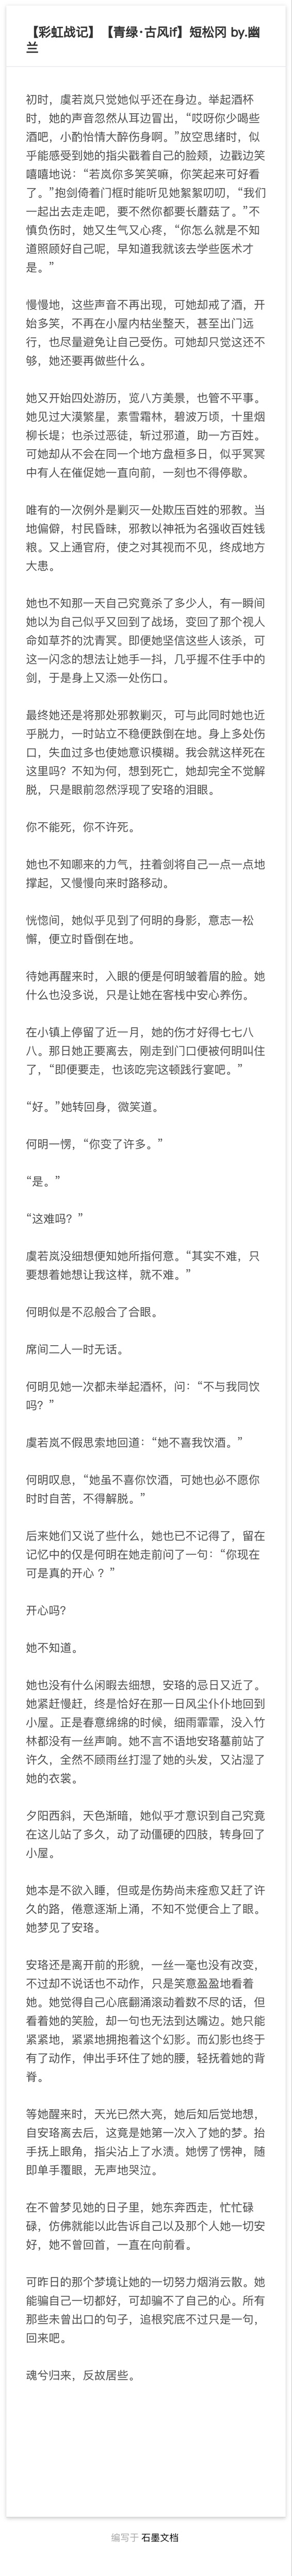 【彩虹战记】【青绿·古风if】短松冈 by.幽
兰
初时，虞若岚只觉她似乎还在身边。举起酒杯
时，她的声音忽然从耳边冒出，“哎呀你少喝些
酒吧，小酌怡情大醉伤身啊。”放空思绪时，似
乎能感受到她的指尖戳着自己的脸颊，边戳边笑
嘻嘻地说：“若岚你多笑笑嘛，你笑起来可好看
了。”抱剑倚着门框时能听见她絮絮叨叨，“我们
一起出去走走吧，要不然你都要长蘑菇了。”不
慎负伤时，她又生气又心疼，“你怎么就是不知
道照顾好自己呢，早知道我就该去学些医术才
是。”
慢慢地，这些声音不再出现，可她却戒了酒，开
始多笑，不再在小屋内枯坐整天，甚至出门远
行，也尽量避免让自己受伤。可她却只觉这还不
够，她还要再做些什么。
她又开始四处游历，览八方美景，也管不平事。
她见过大漠繁星，素雪霜林，碧波万顷，十里烟
柳长堤；也杀过恶徒，斩过邪道，助一方百姓。
可她却从不会在同一个地方盘桓多日，似乎冥冥
中有人在催促她一直向前，一刻也不得停歇。
唯有的一次例外是剿灭一处欺压百姓的邪教。当
地偏僻，村民昏昧，邪教以神祇为名强收百姓钱
粮。又上通官府，使之对其视而不见，终成地方
大患。
她也不知那一天自己究竟杀了多少人，有一瞬间
她以为自己似乎又回到了战场，变回了那个视人
命如草芥的沈青冥。即便她坚信这些人该杀，可
这一闪念的想法让她手一抖，几乎握不住手中的
剑，于是身上又添一处伤口。
最终她还是将那处邪教剿灭，可与此同时她也近
乎脱力，一时站立不稳便跌倒在地。身上多处伤
口，失血过多也使她意识模糊。我会就这样死在
这里吗？不知为何，想到死亡，她却完全不觉解
脱，只是眼前忽然浮现了安珞的泪眼。
你不能死，你不许死。
她也不知哪来的力气，拄着剑将自己一点一点地
撑起，又慢慢向来时路移动。
恍惚间，她似乎见到了何明的身影，意志一松
懈，便立时昏倒在地。
待她再醒来时，入眼的便是何明皱着眉的脸。她
什么也没多说，只是让她在客栈中安心养伤。
在小镇上停留了近一月，她的伤才好得七七八
八。那日她正要离去，刚走到门口便被何明叫住
了，“即便要走，也该吃完这顿践行宴吧。”
“好。”她转回身，微笑道。
何明一愣，“你变了许多。”
“是。”
“这难吗？”
虞若岚没细想便知她所指何意。“其实不难，只
要想着她想让我这样，就不难。”
何明似是不忍般合了合眼。
席间二人一时无话。
何明见她一次都未举起酒杯，问：“不与我同饮
吗？”
虞若岚不假思索地回道：“她不喜我饮酒。”
何明叹息，“她虽不喜你饮酒，可她也必不愿你
时时自苦，不得解脱。”
后来她们又说了些什么，她也已不记得了，留在
记忆中的仅是何明在她走前问了一句：“你现在
可是真的开心 ？”
开心吗？
她不知道。
她也没有什么闲暇去细想，安珞的忌日又近了。
她紧赶慢赶，终是恰好在那一日风尘仆仆地回到
小屋。正是春意绵绵的时候，细雨霏霏，没入竹
林都没有一丝声响。她不言不语地安珞墓前站了
许久，全然不顾雨丝打湿了她的头发，又沾湿了
她的衣裳。
夕阳西斜，天色渐暗，她似乎才意识到自己究竟
在这儿站了多久，动了动僵硬的四肢，转身回了
小屋。
她本是不欲入睡，但或是伤势尚未痊愈又赶了许
久的路，倦意逐渐上涌，不知不觉便合上了眼。
她梦见了安珞。
安珞还是离开前的形貌，一丝一毫也没有改变，
不过却不说话也不动作，只是笑意盈盈地看着
她。她觉得自己心底翻涌滚动着数不尽的话，但
看着她的笑脸，却一句也无法到达嘴边。她只能
紧紧地，紧紧地拥抱着这个幻影。而幻影也终于
有了动作，伸出手环住了她的腰，轻抚着她的背
脊。
等她醒来时，天光已然大亮，她后知后觉地想，
自安珞离去后，这竟是她第一次入了她的梦。抬
手抚上眼角，指尖沾上了水渍。她愣了愣神，随
即单手覆眼，无声地哭泣。
在不曾梦见她的日子里，她东奔西走，忙忙碌
碌，仿佛就能以此告诉自己以及那个人她一切安
好，她不曾回首，一直在向前看。
可昨日的那个梦境让她的一切努力烟消云散。她
能骗自己一切都好，可却骗不了自己的心。所有
那些未曾出口的句子，追根究底不过只是一句，
回来吧。
魂兮归来，反故居些。
编写于 石墨文档